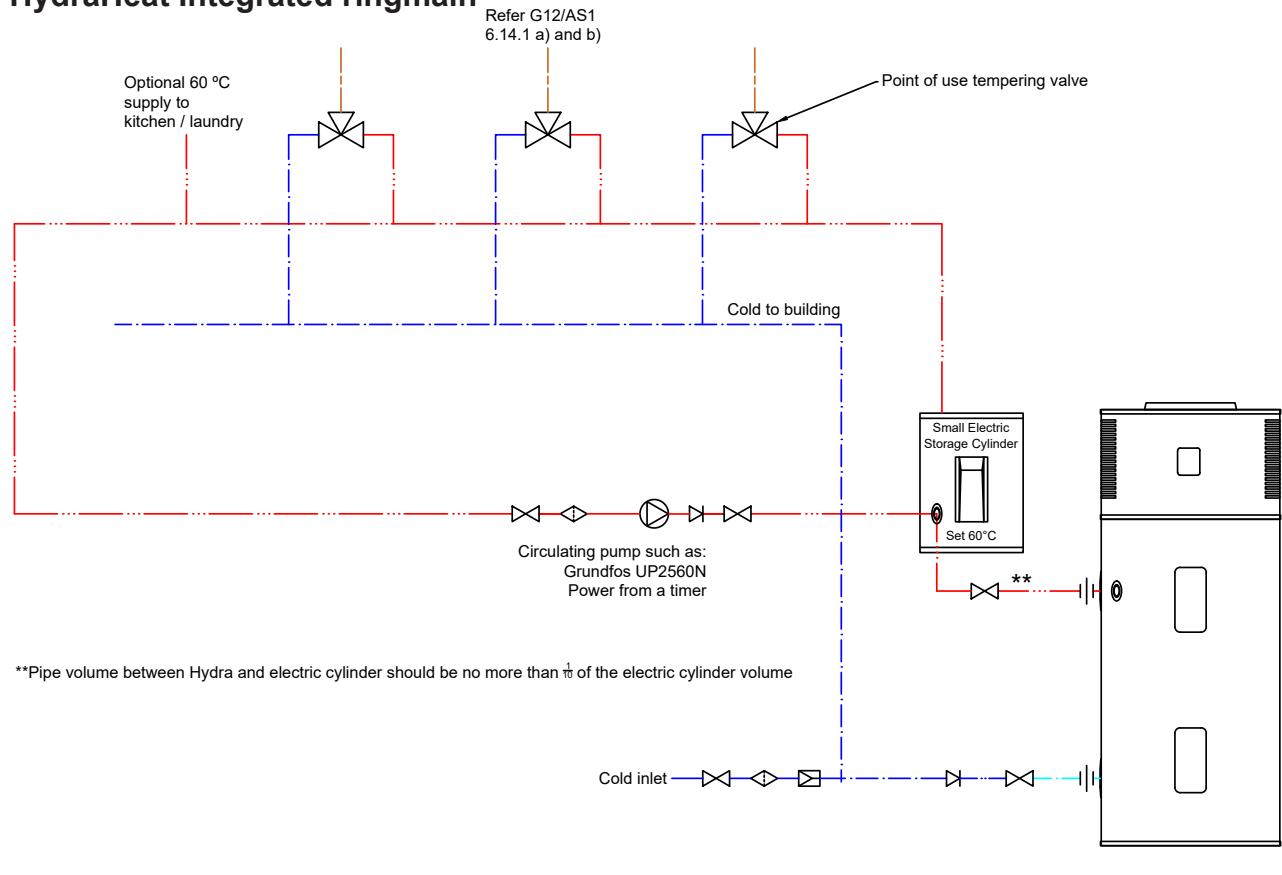 HydraHeat integrated ringmain
Refer G12/AS1
6.14.1 a) and b)
Optional 60 ºC
supply to
kitchen / laundry
Point of use tempering valve
Cold to building
Small Electric
Storage Cylinder
Set 60°C
Circulating pump such as:
Grundfos UP2560N
Power from a timer
**
**Pipe volume between Hydra and electric cylinder should be no more than 1/10 of the electric cylinder volume
Cold inlet